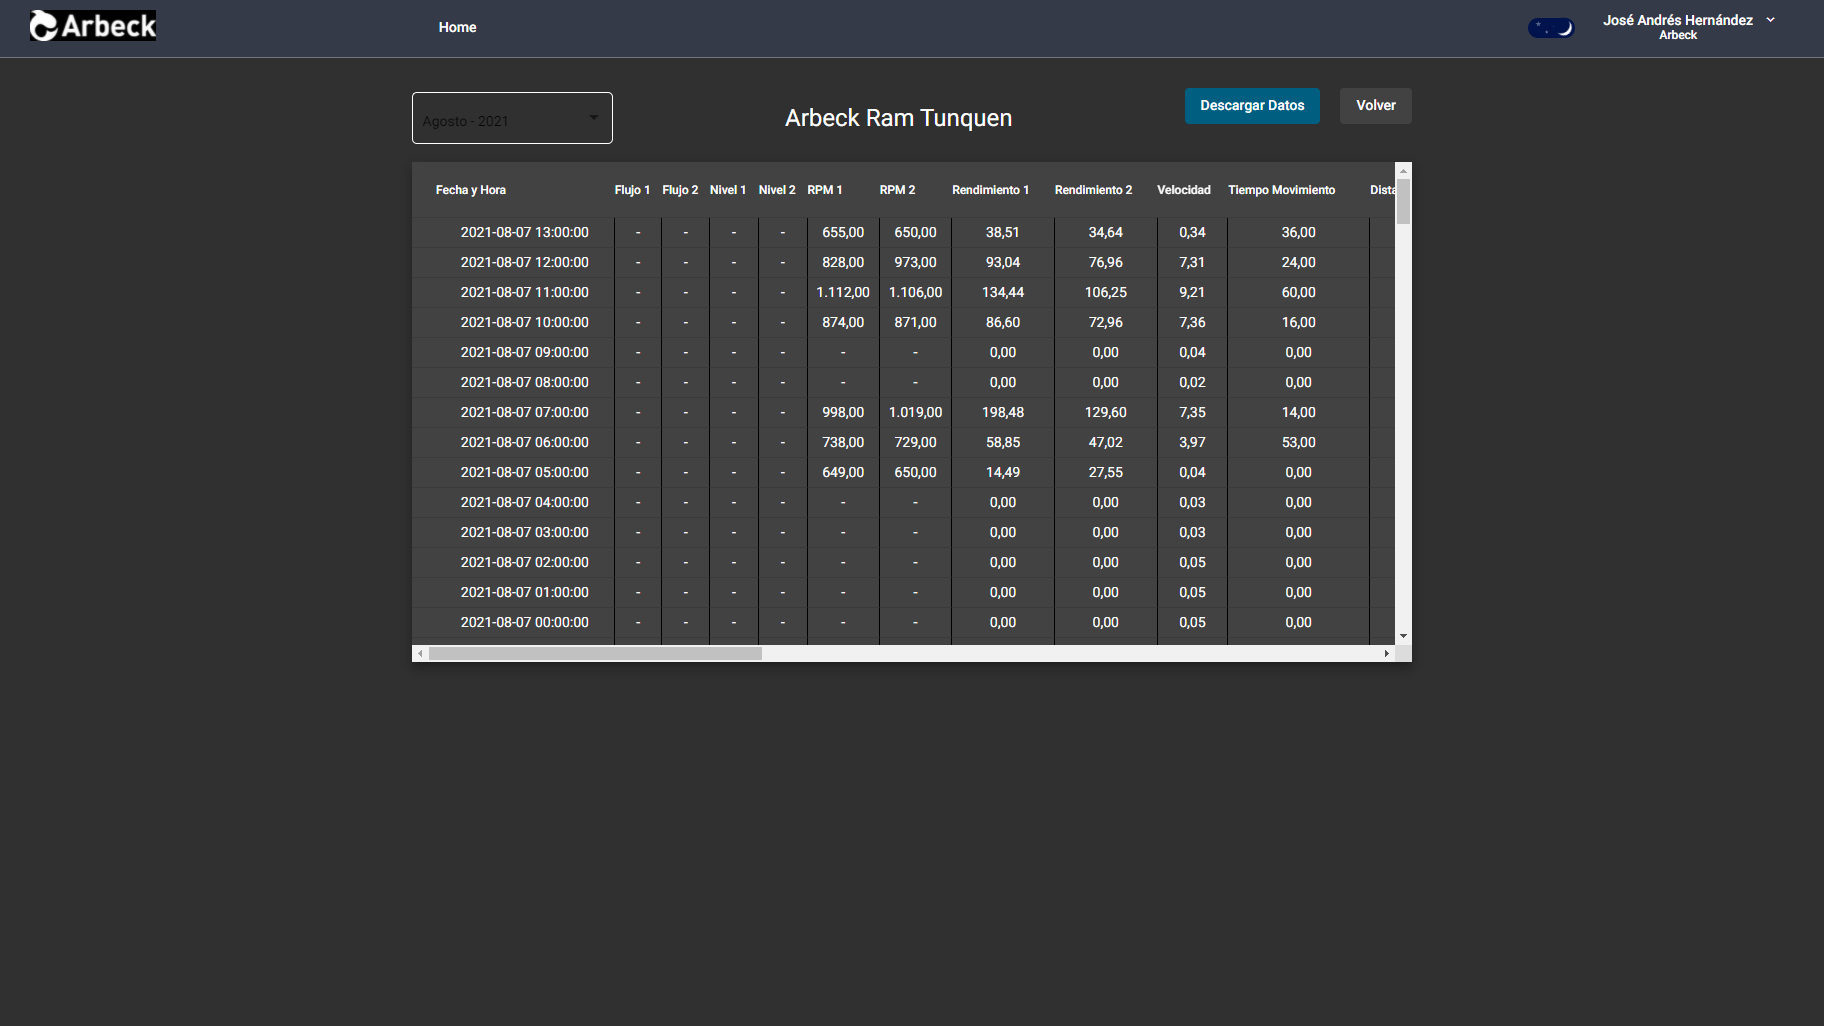 Arbeck
Home
José Andrés Hernández
Arbeck
Agosto - 2021
Arbeck Ram Tunquen
Descargar Datos
Volver
Fecha y Hora Flujo 1 Flujo 2 Nivel 1 Nivel 2 RPM 1 RPM 2 Rendimiento 1 Rendimiento 2 Velocidad Tiempo Movimiento Dista
2021-08-07 13:00:00 - - - - 655,00 650,00 38,51 34,64 0,34 36,00
2021-08-07 12:00:00 - - - - 828,00 973,00 93,04 76,96 7,31 24,00
2021-08-07 11:00:00 - - - - 1.112,00 1.106,00 134,44 106,25 9,21 60,00
2021-08-07 10:00:00 - - - - 874,00 871,00 86,60 72,96 7,36 16,00
2021-08-07 09:00:00 - - - - - - 0,00 0,00 0,04 0,00
2021-08-07 08:00:00 - - - - - - 0,00 0,00 0,02 0,00
2021-08-07 07:00:00 - - - - 998,00 1.019,00 198,48 129,60 7,35 14,00
2021-08-07 06:00:00 - - - - 738,00 729,00 58,85 47,02 3,97 53,00
2021-08-07 05:00:00 - - - - 649,00 650,00 14,49 27,55 0,04 0,00
2021-08-07 04:00:00 - - - - - - 0,00 0,00 0,03 0,00
2021-08-07 03:00:00 - - - - - - 0,00 0,00 0,03 0,00
2021-08-07 02:00:00 - - - - - - 0,00 0,00 0,05 0,00
2021-08-07 01:00:00 - - - - - - 0,00 0,00 0,05 0,00
2021-08-07 00:00:00 - - - - - - 0,00 0,00 0,05 0,00